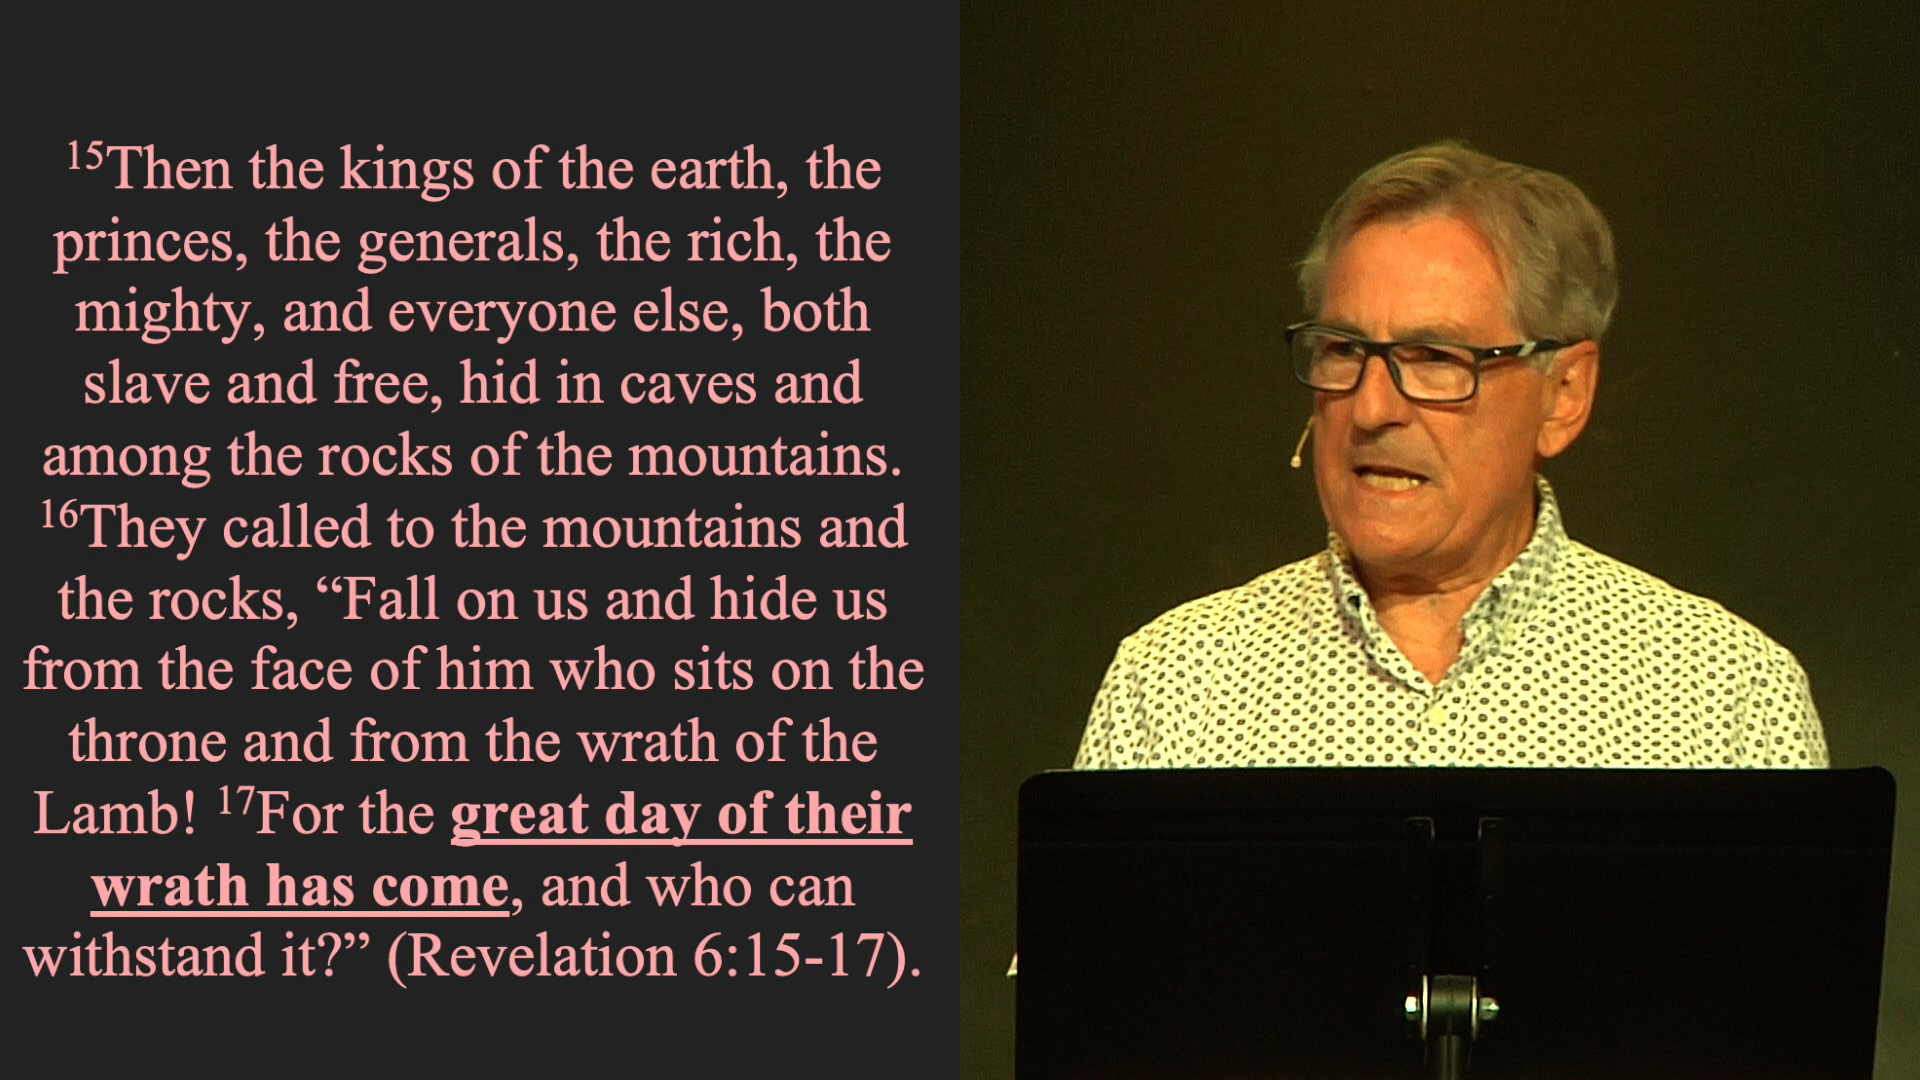 15Then the kings of the earth, the
princes, the generals, the rich, the
mighty, and everyone else, both
slave and free, hid in caves and
among the rocks of the mountains.
16They called to the mountains and
the rocks, “Fall on us and hide us
from the face of him who sits on the
throne and from the wrath of the
Lamb! 17For the great day of their
wrath has come, and who can
withstand it?” (Revelation 6:15-17).